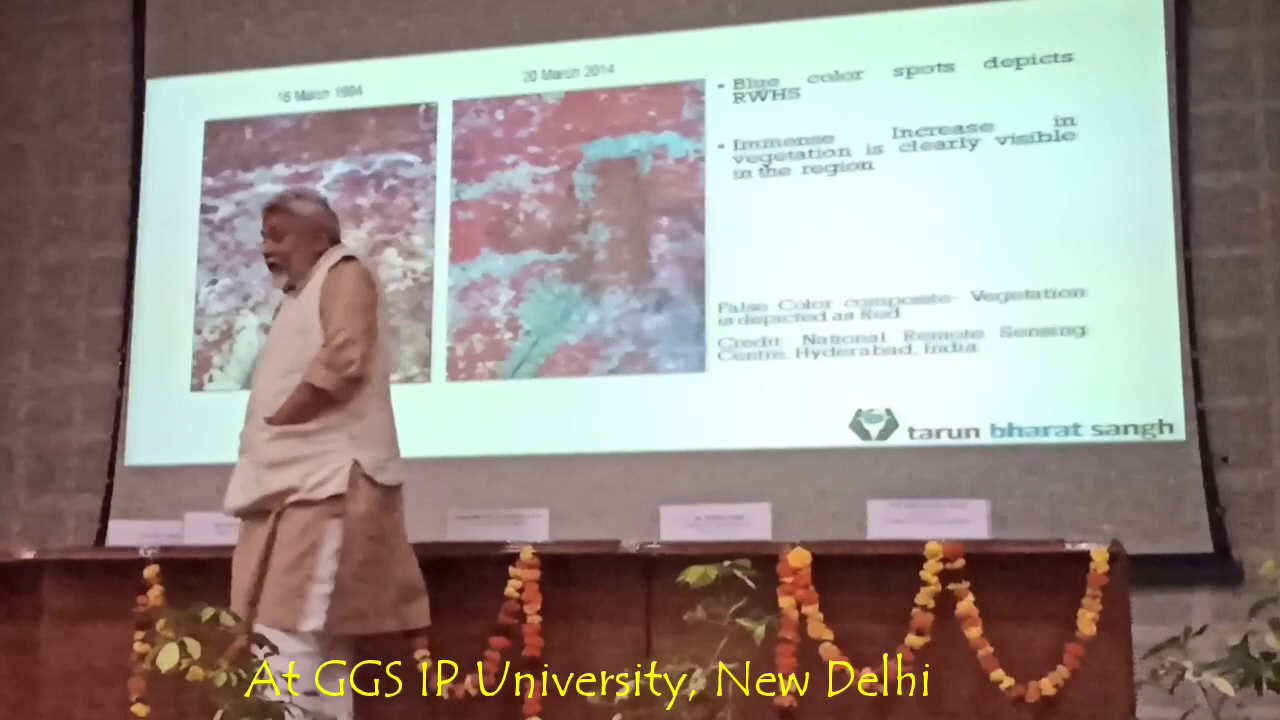 16 March 1994
20 March 2014
• Blue color spots depicts
RWHS
• Immense Increase in
vegetation is clearly visible
in the region
False Color composite- Vegetation
is depicted as Red
Credit National Remote Sensing
Centre, Hyderabad, India
tarun bharat sangh
At GGS IP University, New Delhi